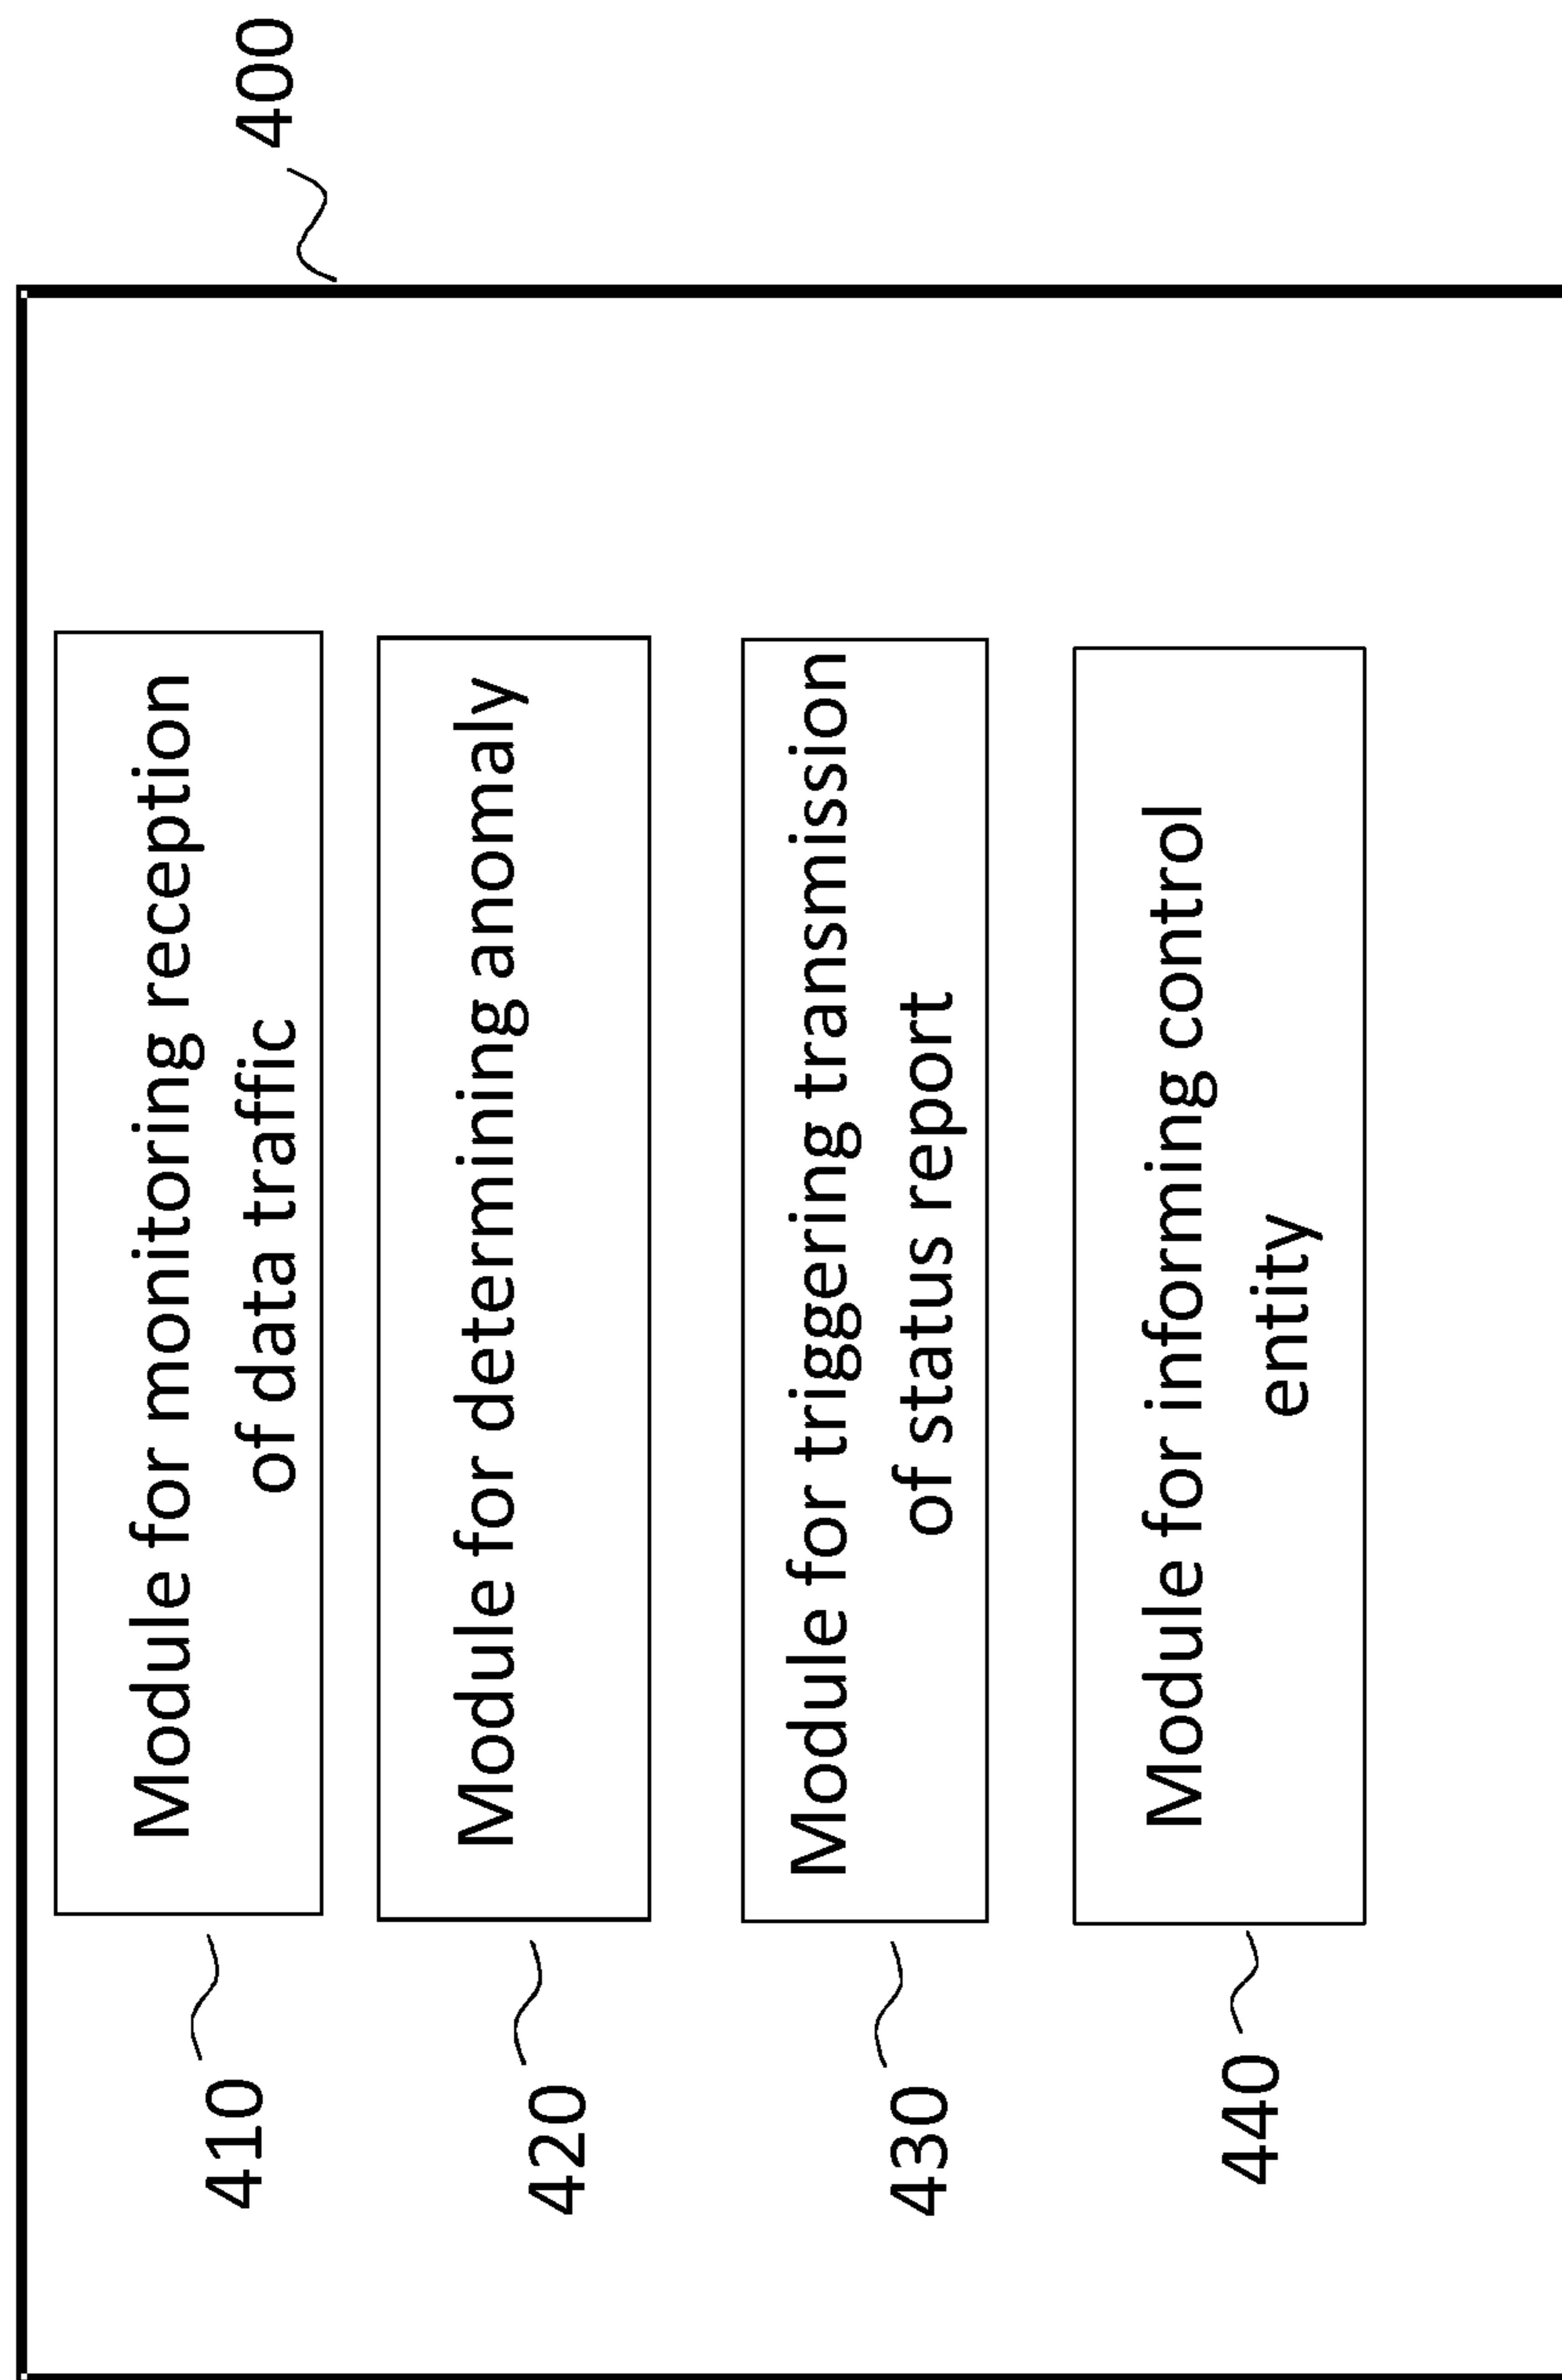 400
410
Module for monitoring reception
of data traffic
420
Module for determining anomaly
430
Module for triggering transmission
of status report
440
Module for informing control
entity